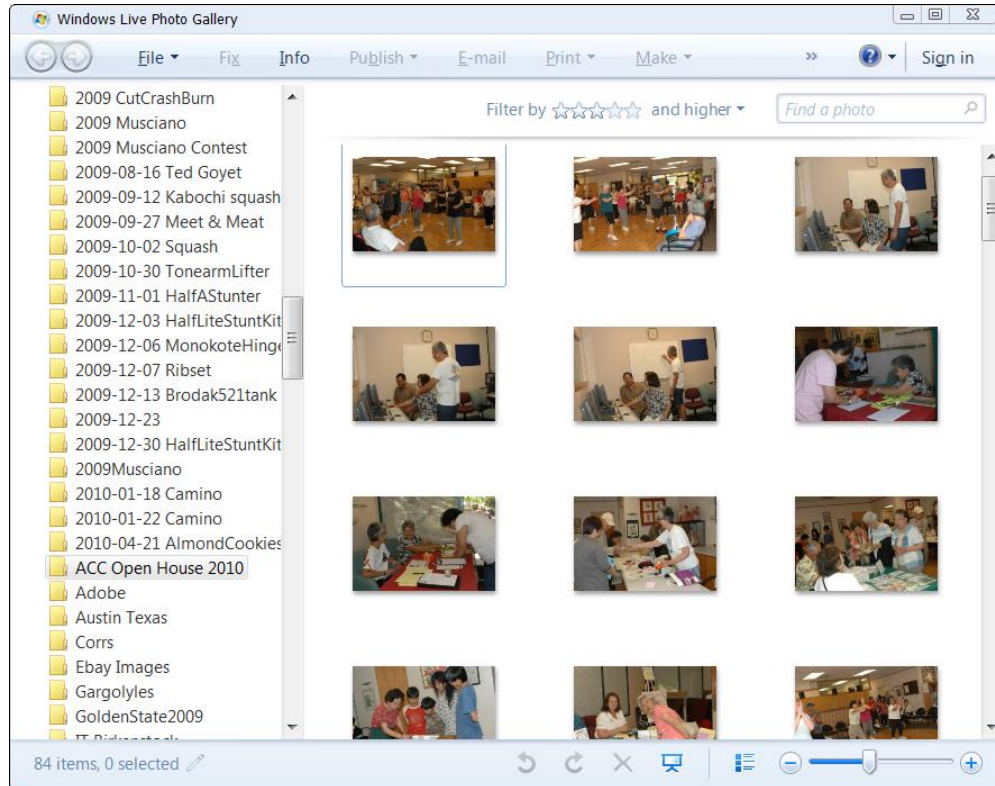 Windows Live Photo Gallery
File Fix Info Publish E-mail Print Make » Sign in
Filter by and higher Find a photo
2009 CutCrashBurn
2009 Musciano
2009 Musciano Contest
2009-08-16 Ted Goyet
2009-09-12 Kabochi squash
2009-09-27 Meet & Meat
2009-10-02 Squash
2009-10-30 TonearmLifter
2009-11-01 HalfAStunter
2009-12-03 HalfLiteStuntKit
2009-12-06 MonokoteHinge
2009-12-07 Ribset
2009-12-13 Brodak521tank
2009-12-23
2009-12-30 HalfLiteStuntKit
2009Musciano
2010-01-18 Camino
2010-01-22 Camino
2010-04-21 AlmondCookies
ACC Open House 2010
Adobe
Austin Texas
Corrs
Ebay Images
Gargolyles
GoldenState2009
84 items, 0 selected